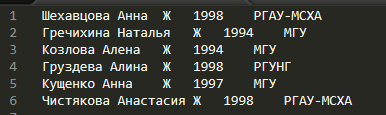 1 Шехавцова Анна Ж 1998 РГАУ-МСХА
2 Гречихина Наталья Ж 1994 МГУ
3 Козлова Алена Ж 1994 МГУ
4 Груздева Алина Ж 1998 РГУНГ
5 Кущенко Анна Ж 1997 МГУ
6 Чистякова Анастасия Ж 1998 РГАУ-МСХА